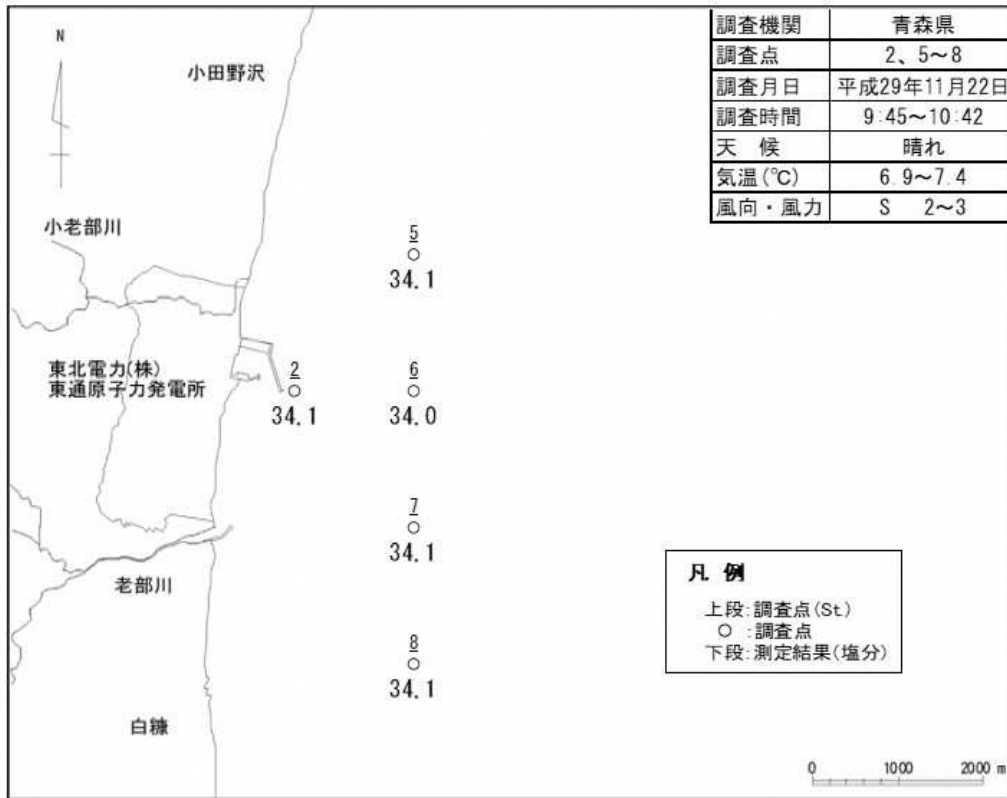 調査機関 青森県
調査点 2、5～8
調査月日 平成29年11月22日
調査時間 9:45～10:42
天 候 晴れ
気温(℃) 6.9～7.4
風向・風力 S 2～3
N
小田野沢
小老部川
5
34.1
東北電力(株)
東通原子力発電所
2
34.1
6
34.0
7
34.1
老部川
8
34.1
白糠
凡 例
上段:調査点(St.)
○ :調査点
下段:測定結果(塩分)
0 1000 2000 m